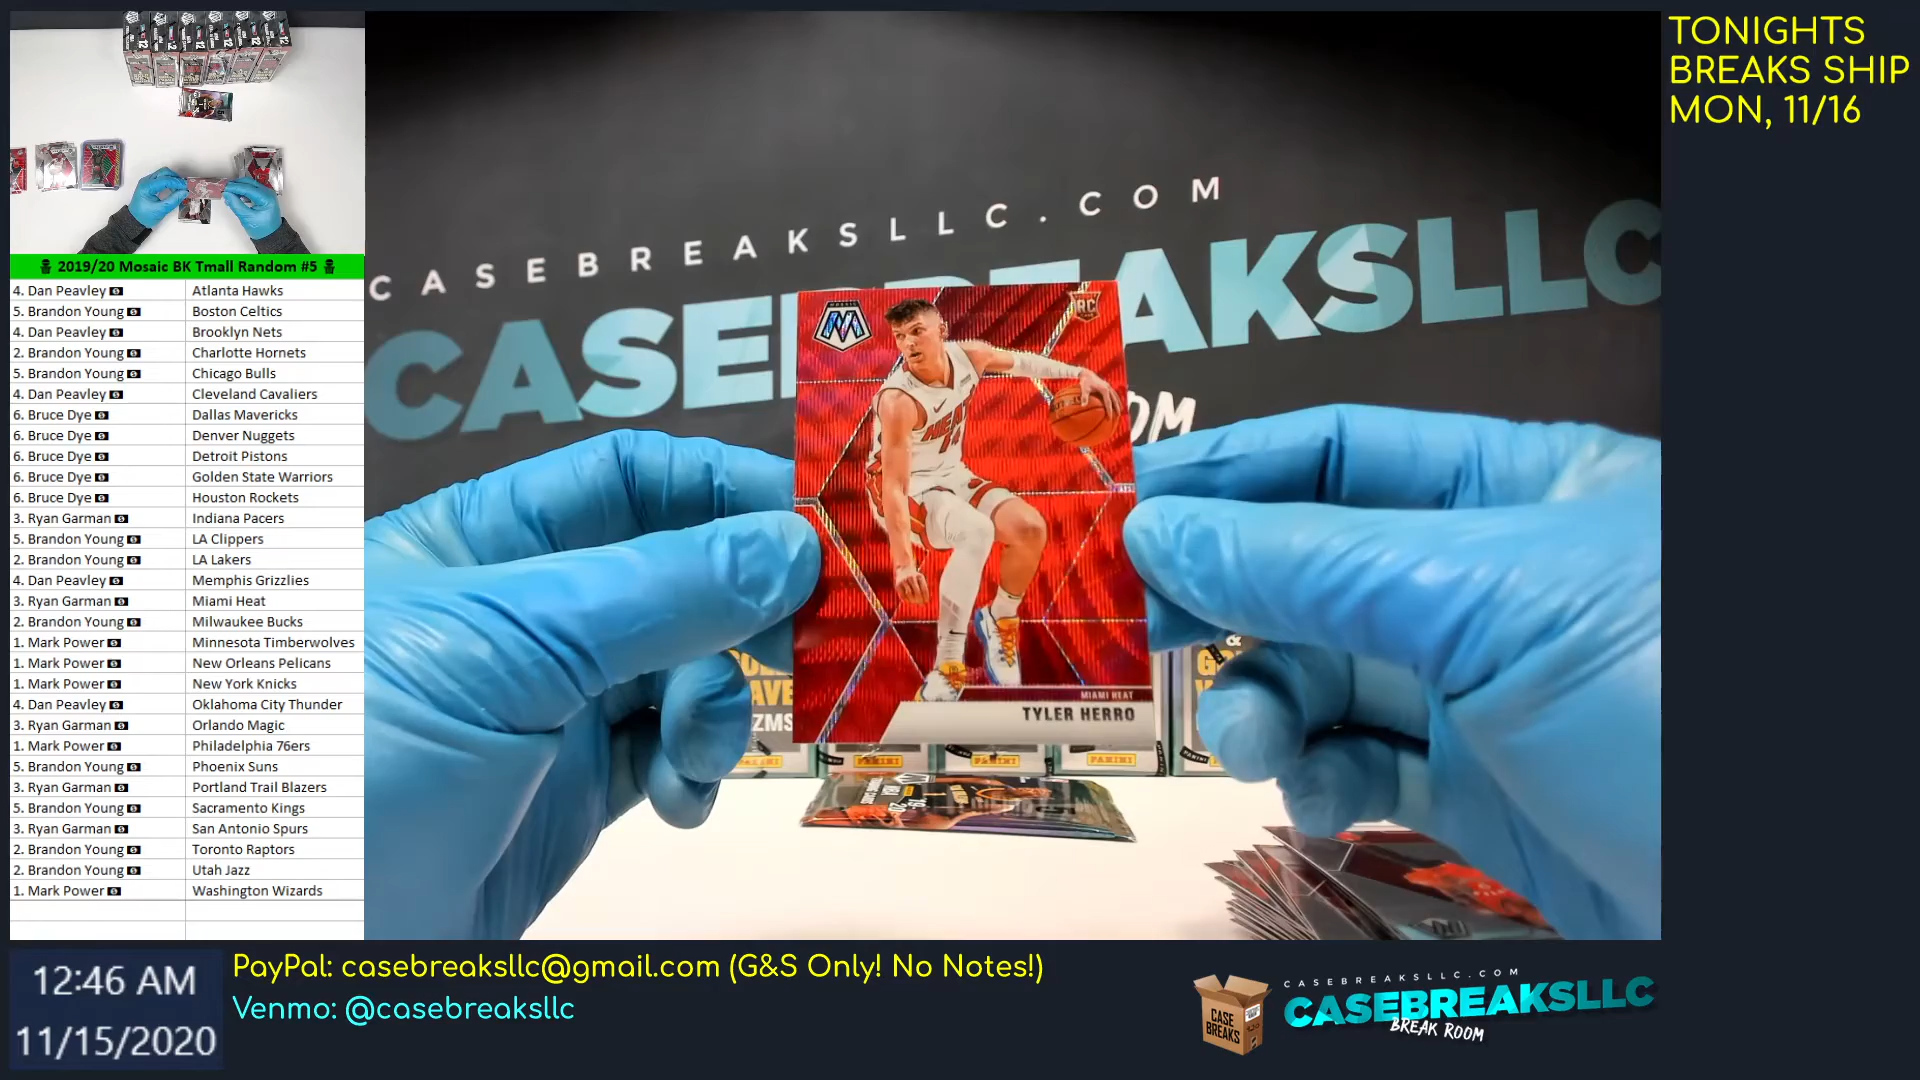 TONIGHTS
BREAKS SHIP
MON, 11/16
CASEBREAKSLLC.COM
CASEBREAKSLLC
OM
RC
MOSAIC
M
HEAT
MIAMI HEAT
TYLER HERRO
ZMS
&
PANINI
PANINI
PANINI
PANINI
2019/20 Mosaic BK Tmall Random #5
4. Dan Peavley Atlanta Hawks
5. Brandon Young Boston Celtics
4. Dan Peavley Brooklyn Nets
2. Brandon Young Charlotte Hornets
5. Brandon Young Chicago Bulls
4. Dan Peavley Cleveland Cavaliers
6. Bruce Dye Dallas Mavericks
6. Bruce Dye Denver Nuggets
6. Bruce Dye Detroit Pistons
6. Bruce Dye Golden State Warriors
6. Bruce Dye Houston Rockets
3. Ryan Garman Indiana Pacers
5. Brandon Young LA Clippers
2. Brandon Young LA Lakers
4. Dan Peavley Memphis Grizzlies
3. Ryan Garman Miami Heat
2. Brandon Young Milwaukee Bucks
1. Mark Power Minnesota Timberwolves
1. Mark Power New Orleans Pelicans
1. Mark Power New York Knicks
4. Dan Peavley Oklahoma City Thunder
3. Ryan Garman Orlando Magic
1. Mark Power Philadelphia 76ers
5. Brandon Young Phoenix Suns
3. Ryan Garman Portland Trail Blazers
5. Brandon Young Sacramento Kings
3. Ryan Garman San Antonio Spurs
2. Brandon Young Toronto Raptors
2. Brandon Young Utah Jazz
1. Mark Power Washington Wizards
12:46 AM
11/15/2020
PayPal: casebreaksllc@gmail.com (G&S Only! No Notes!)
Venmo: @casebreaksllc
CASE
BREAKS
CASEBREAKSLLC.COM
CASEBREAKSLLC
BREAK ROOM